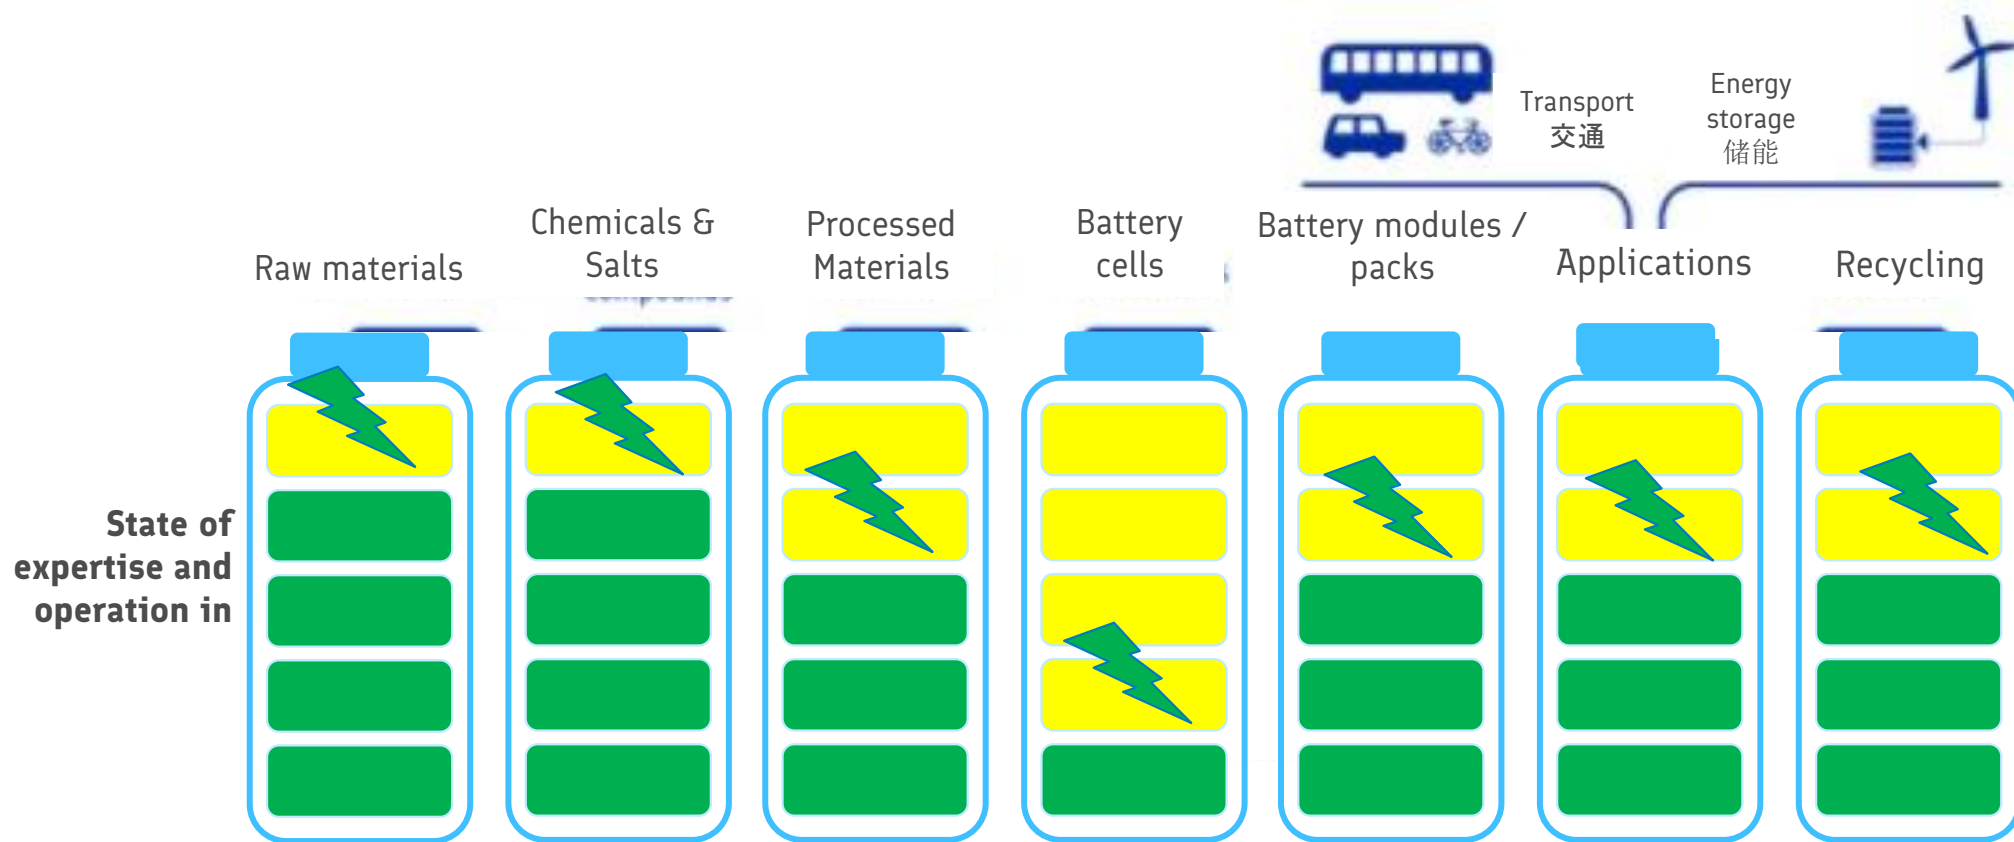 Transport
交通
Energy
storage
储能
Raw materials
Chemicals &
Salts
Processed
Materials
Battery
cells
Battery modules /
packs
Applications
Recycling
State of
expertise and
operation in